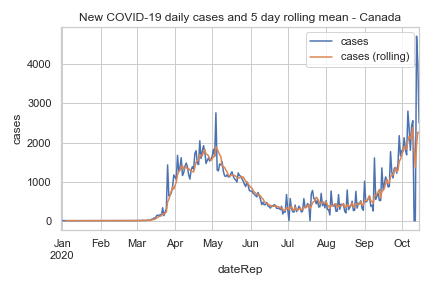 New COVID-19 daily cases and 5 day rolling mean - Canada
cases
cases (rolling)
4000
3000
2000
1000
0
cases
Jan Feb Mar Apr May Jun Jul Aug Sep Oct
2020
dateRep